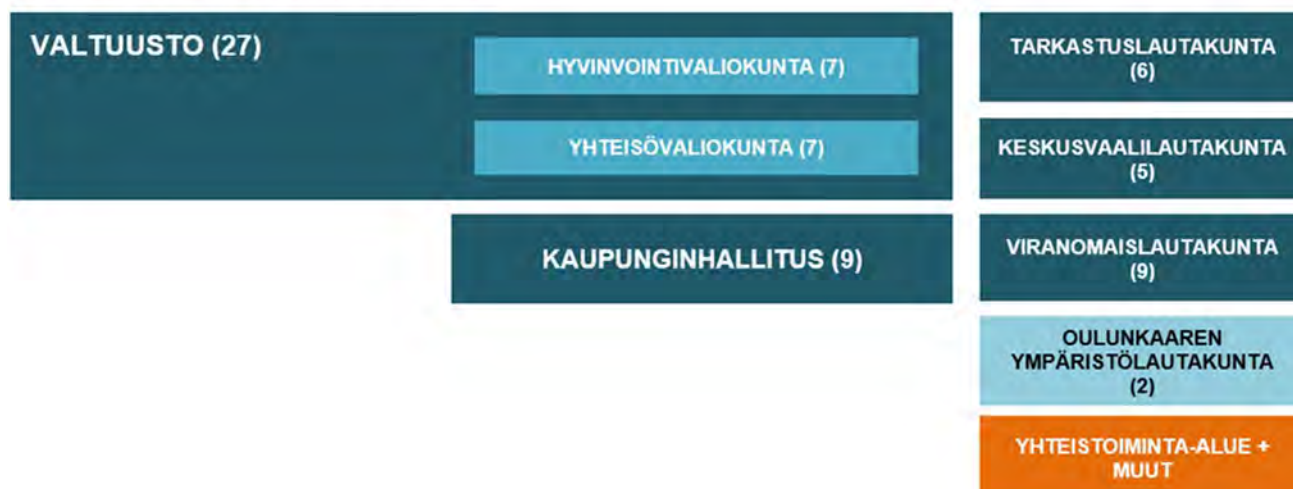 VALTUUSTO (27)
HYVINVOINTIVALIOKUNTA (7)
YHTEISÖVALIOKUNTA (7)
KAUPUNGINHALLITUS (9)
TARKASTUSLAUTAKUNTA
(6)
KESKUSVAALILAUTAKUNTA
(5)
VIRANOMAISLAUTAKUNTA
(9)
OULUNKAAREN
YMPÄRISTÖLAUTAKUNTA
(2)
YHTEISTOIMINTA-ALUE +
MUUT